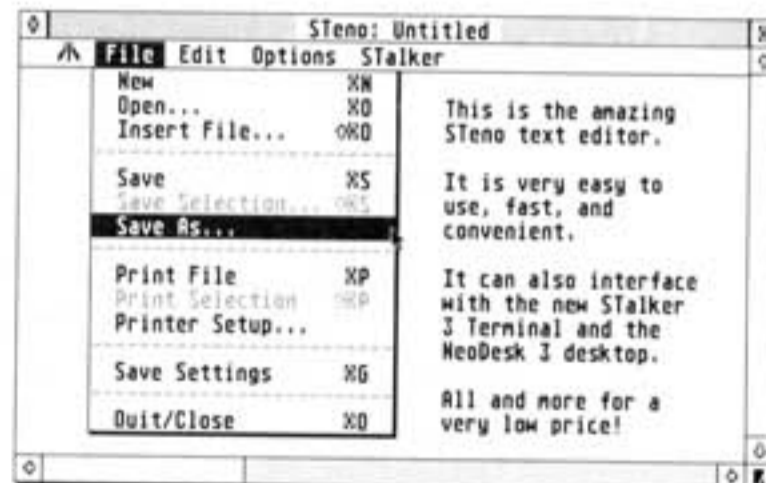 STeno: Untitled
File Edit Options STalker
New ⌘N
Open... ⌘O
Insert File... ⇧⌘O
Save ⌘S
Save Selection... ⇧⌘S
Save As...
Print File ⌘P
Print Selection ⇧⌘P
Printer Setup...
Save Settings ⌘G
Quit/Close ⌘Q
This is the amazing
STeno text editor.
It is very easy to
use, fast, and
convenient.
It can also interface
with the new STalker
3 Terminal and the
NeoDesk 3 desktop.
All and more for a
very low price!